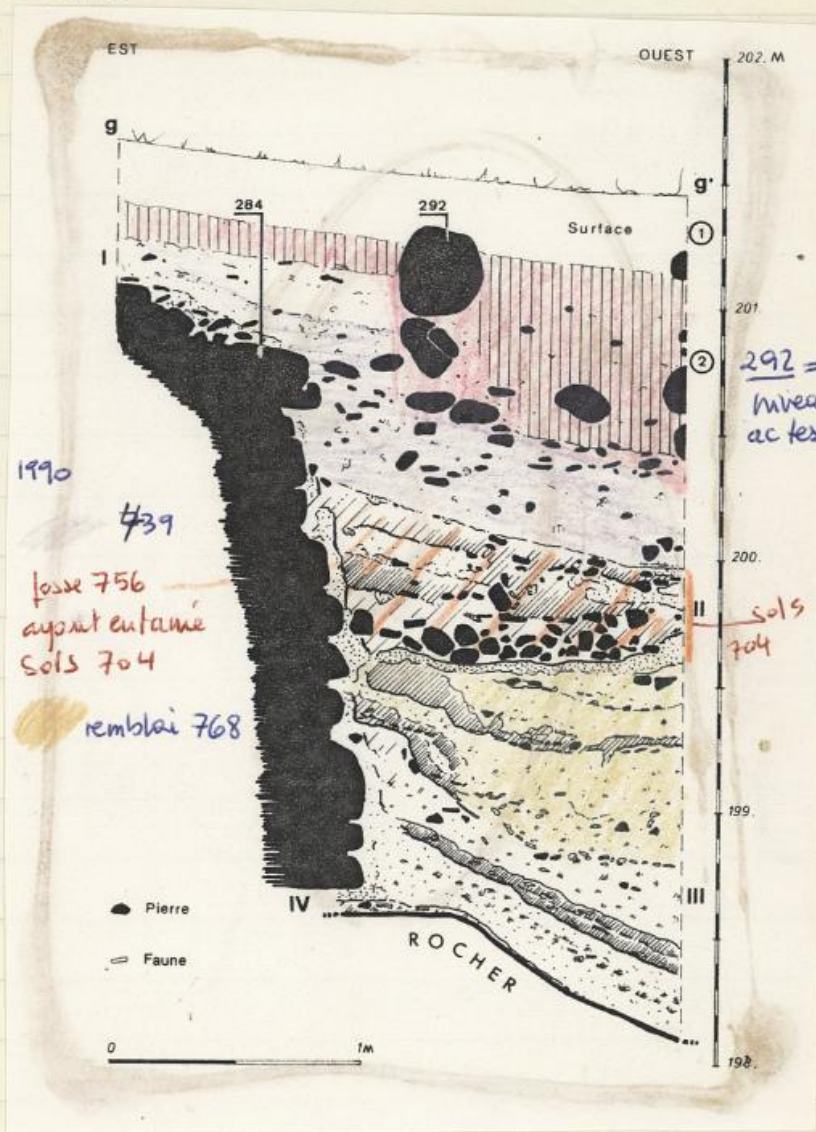 EST
OUEST
202. M
g
g'
284
292
Surface
1
I
201.
2
292 =
1990
739
fosse 756
ayant entamé
sols 704
200.
II
sols
704
remblai 768
199.
III
IV
Pierre
ROCHER
Faune
0
1M
198.